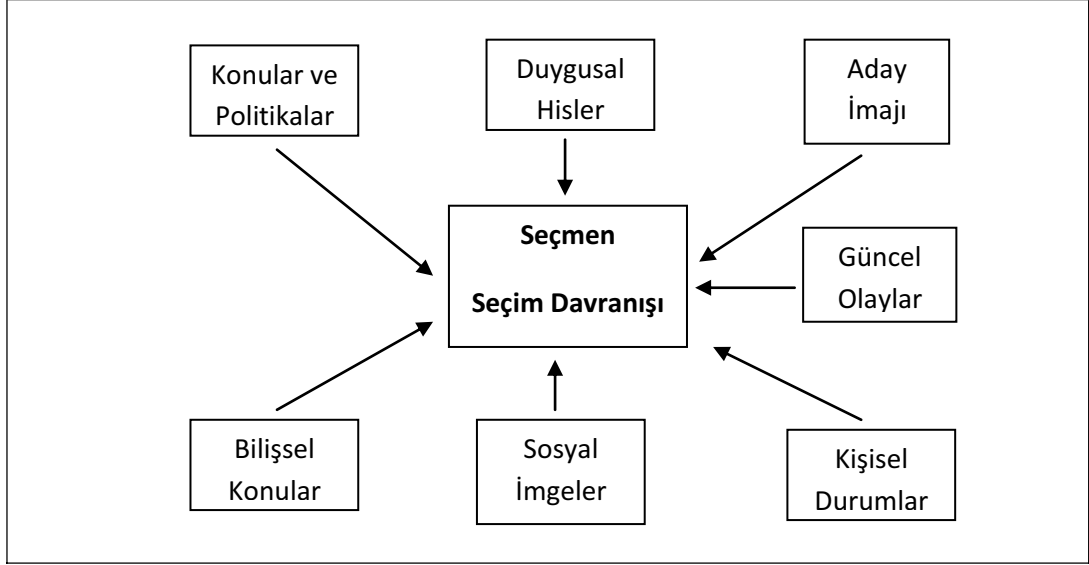 Konular ve
Politikalar
Duygusal
Hisler
Aday
İmajı
Seçmen
Seçim Davranışı
Güncel
Olaylar
Bilişsel
Konular
Sosyal
İmgeler
Kişisel
Durumlar